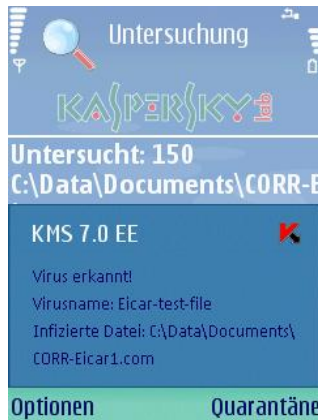 Untersuchung
KASPERSKY lab
Untersucht: 150
C:\Data\Documents\CORR-E
KMS 7.0 EE
Virus erkannt!
Virusname: Eicar-test-file
Infizierte Datei: C:\Data\Documents\
CORR-Eicar1.com
Optionen Quarantäne